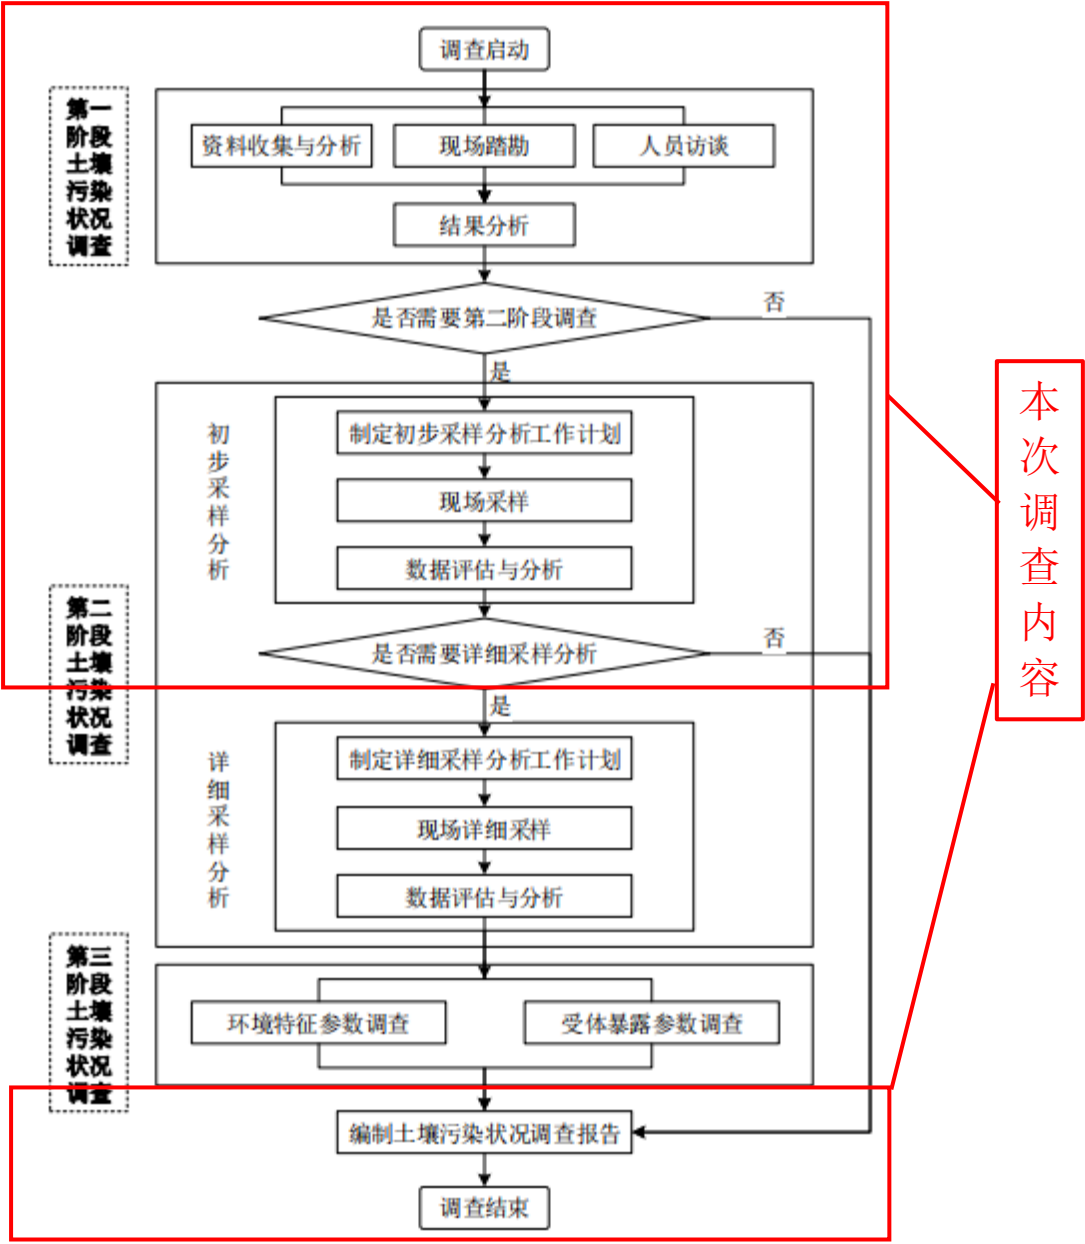 调查启动
第一
阶段
土壤
污染
状况
调查
资料收集与分析
现场踏勘
人员访谈
结果分析
是否需要第二阶段调查
否
是
本
次
调
查
内
容
初
步
采
样
分
析
制定初步采样分析工作计划
现场采样
数据评估与分析
第二
阶段
土壤
污染
状况
调查
是否需要详细采样分析
否
是
详
细
采
样
分
析
制定详细采样分析工作计划
现场详细采样
数据评估与分析
第三
阶段
土壤
污染
状况
调查
环境特征参数调查
受体暴露参数调查
编制土壤污染状况调查报告
调查结束